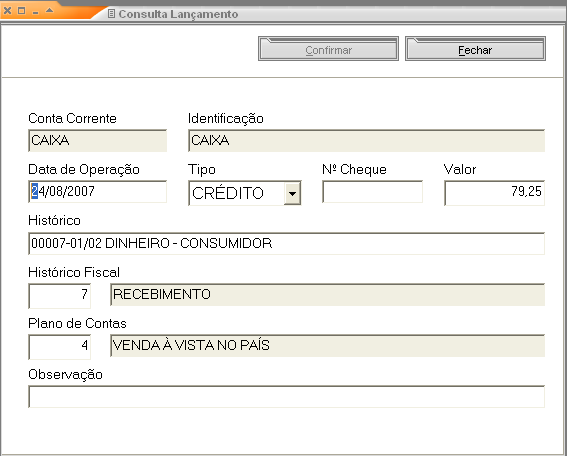 Consulta Lançamento
Confirmar Fechar
Conta Corrente Identificação
CAIXA CAIXA
Data de Operação Tipo Nº Cheque Valor
24/08/2007 CRÉDITO 79,25
Histórico
00007-01/02 DINHEIRO - CONSUMIDOR
Histórico Fiscal
7 RECEBIMENTO
Plano de Contas
4 VENDA À VISTA NO PAÍS
Observação